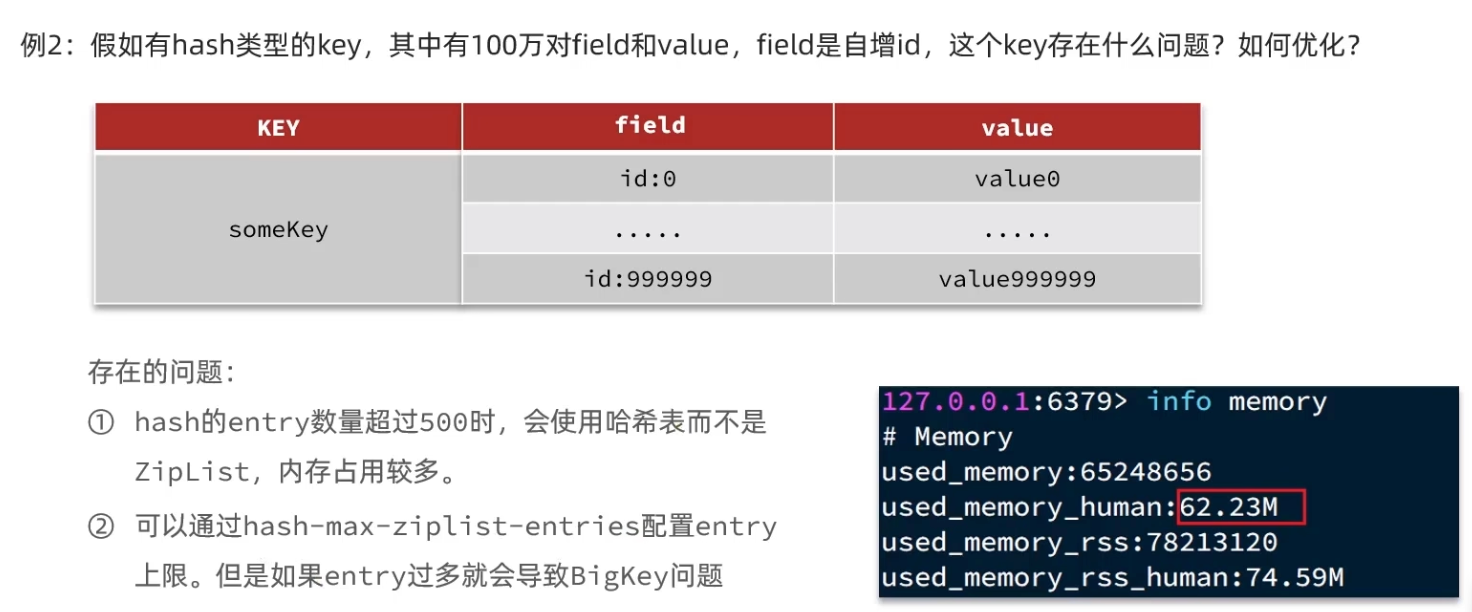 例2：假如有hash类型的key，其中有100万对field和value，field是自增id，这个key存在什么问题？如何优化？
KEY field value
id:0 value0
someKey ..... .....
id:999999 value999999
存在的问题：
① hash的entry数量超过500时，会使用哈希表而不是
ZipList，内存占用较多。
② 可以通过hash-max-ziplist-entries配置entry
上限。但是如果entry过多就会导致BigKey问题
127.0.0.1:6379> info memory
# Memory
used_memory:65248656
used_memory_human:62.23M
used_memory_rss:78213120
used_memory_rss_human:74.59M